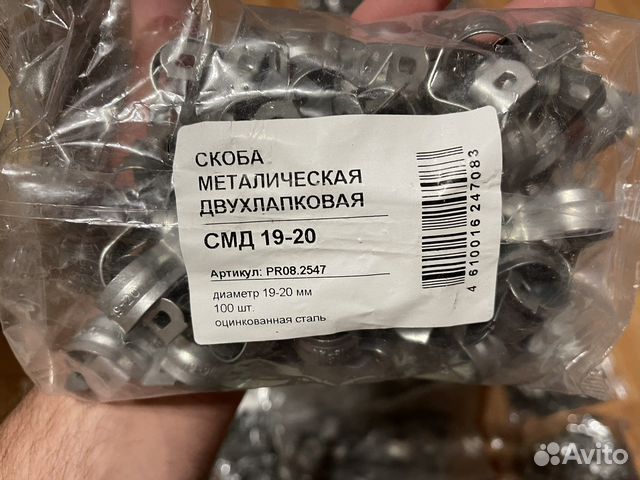 СКОБА
МЕТАЛИЧЕСКАЯ
ДВУХЛАПКОВАЯ
СМД 19-20
Артикул: PR08.2547
диаметр 19-20 мм
100 шт.
оцинкованная сталь
4 610016 247083
Avito